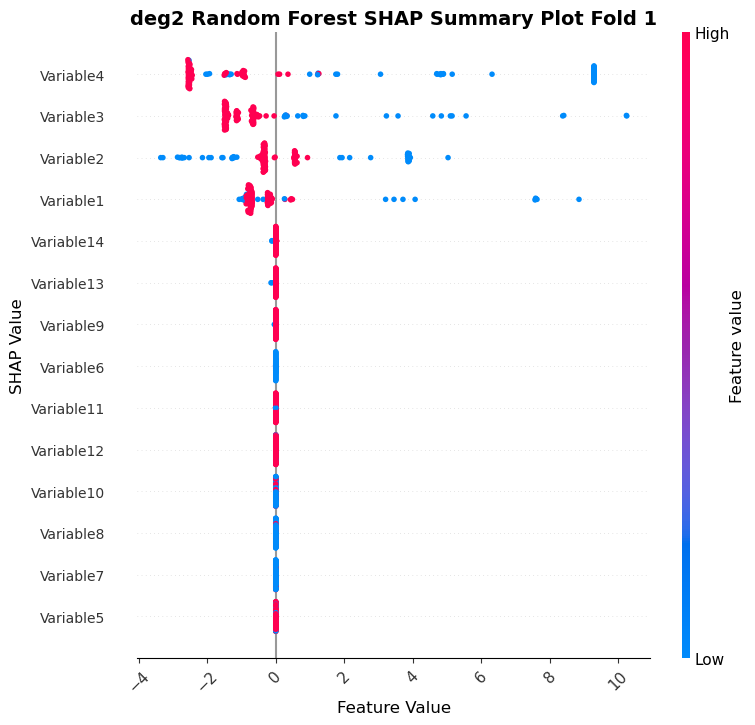 deg2 Random Forest SHAP Summary Plot Fold 1
High
Variable4
Variable3
Variable2
Variable1
Variable14
Variable13
Variable9
Variable6
Variable11
Variable12
Variable10
Variable8
Variable7
Variable5
SHAP Value
Feature value
Low
−4
−2
0
2
4
6
8
10
Feature Value